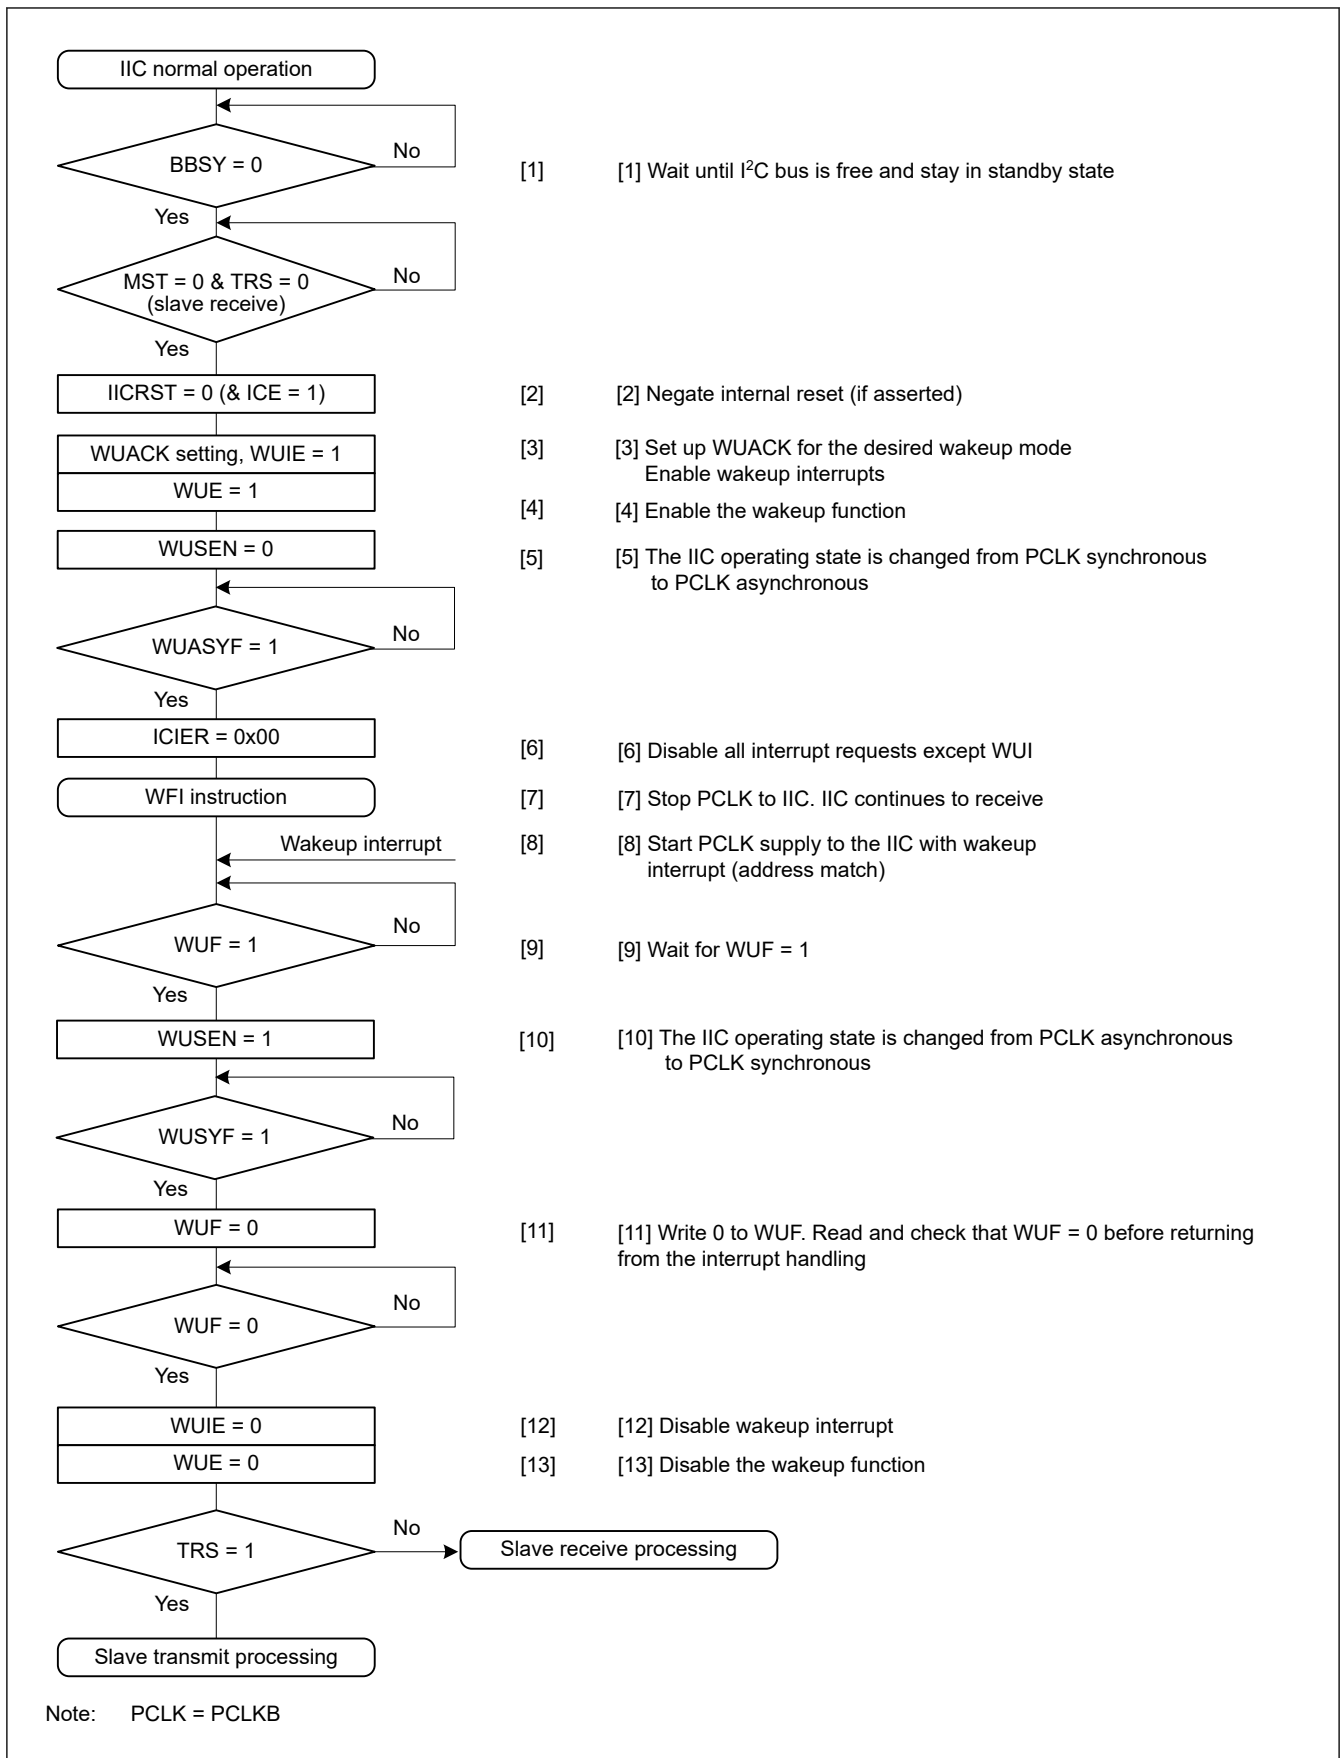 IIC normal operation
BBSY = 0
No
[1]
[1] Wait until I²C bus is free and stay in standby state
Yes
MST = 0 & TRS = 0
(slave receive)
No
Yes
IICRST = 0 (& ICE = 1)
[2]
[2] Negate internal reset (if asserted)
WUACK setting, WUIE = 1
[3]
[3] Set up WUACK for the desired wakeup mode
Enable wakeup interrupts
WUE = 1
[4]
[4] Enable the wakeup function
WUSEN = 0
[5]
[5] The IIC operating state is changed from PCLK synchronous
to PCLK asynchronous
WUASYF = 1
No
Yes
ICIER = 0x00
[6]
[6] Disable all interrupt requests except WUI
WFI instruction
[7]
[7] Stop PCLK to IIC. IIC continues to receive
Wakeup interrupt
[8]
[8] Start PCLK supply to the IIC with wakeup
interrupt (address match)
WUF = 1
No
[9]
[9] Wait for WUF = 1
Yes
WUSEN = 1
[10]
[10] The IIC operating state is changed from PCLK asynchronous
to PCLK synchronous
WUSYF = 1
No
Yes
WUF = 0
[11]
[11] Write 0 to WUF. Read and check that WUF = 0 before returning
from the interrupt handling
WUF = 0
No
Yes
WUIE = 0
[12]
[12] Disable wakeup interrupt
WUE = 0
[13]
[13] Disable the wakeup function
TRS = 1
No
Slave receive processing
Yes
Slave transmit processing
Note: PCLK = PCLKB